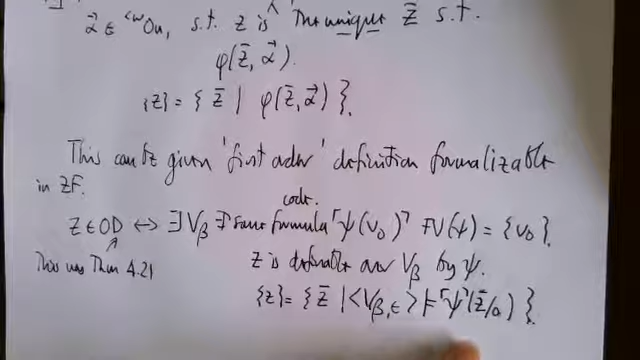 α⃗ ∈ ^{<ω}On, s.t. z is ^ the unique z̄ s.t.
φ(z̄, α⃗).
{z} = { z̄ | φ(z̄, α⃗) }.
This can be given 'first order' definition formalizable
in ZF.
code.
z ∈ OD ↔ ∃V_β ∃ some formula ⌜ψ(v₀)⌝ FV(ψ) = {v₀}.
This was Thm 4.21
z is definable over V_β by ψ.
{z} = { z̄ | <V_β, ∈> ⊨ ⌜ψ⌝(z̄/0) }.